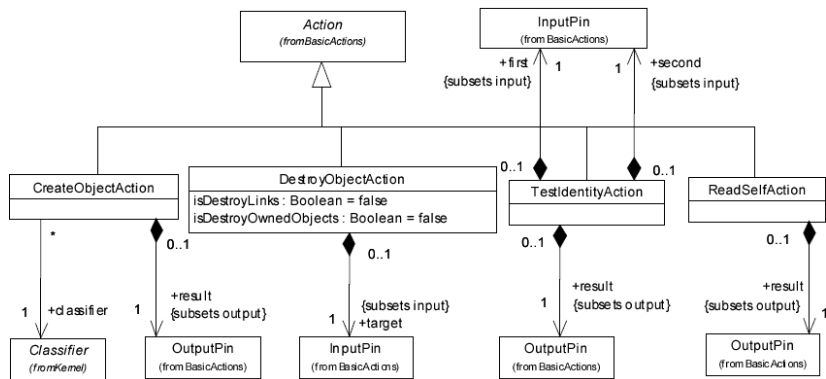 Action
(fromBasicActions)
InputPin
(from BasicActions)
+first
1
{subsets input}
1
+second
{subsets input}
CreateObjectAction
DestroyObjectAction
isDestroyLinks : Boolean = false
isDestroyOwnedObjects : Boolean = false
0..1
0..1
TestIdentityAction
ReadSelfAction
*
0..1
0..1
0..1
0..1
1
+classifier
1
+result
{subsets output}
{subsets input}
1
+target
1
+result
{subsets output}
+result
{subsets output}
1
Classifier
(fromKernel)
OutputPin
(from BasicActions)
InputPin
(from BasicActions)
OutputPin
(from BasicActions)
OutputPin
(from BasicActions)